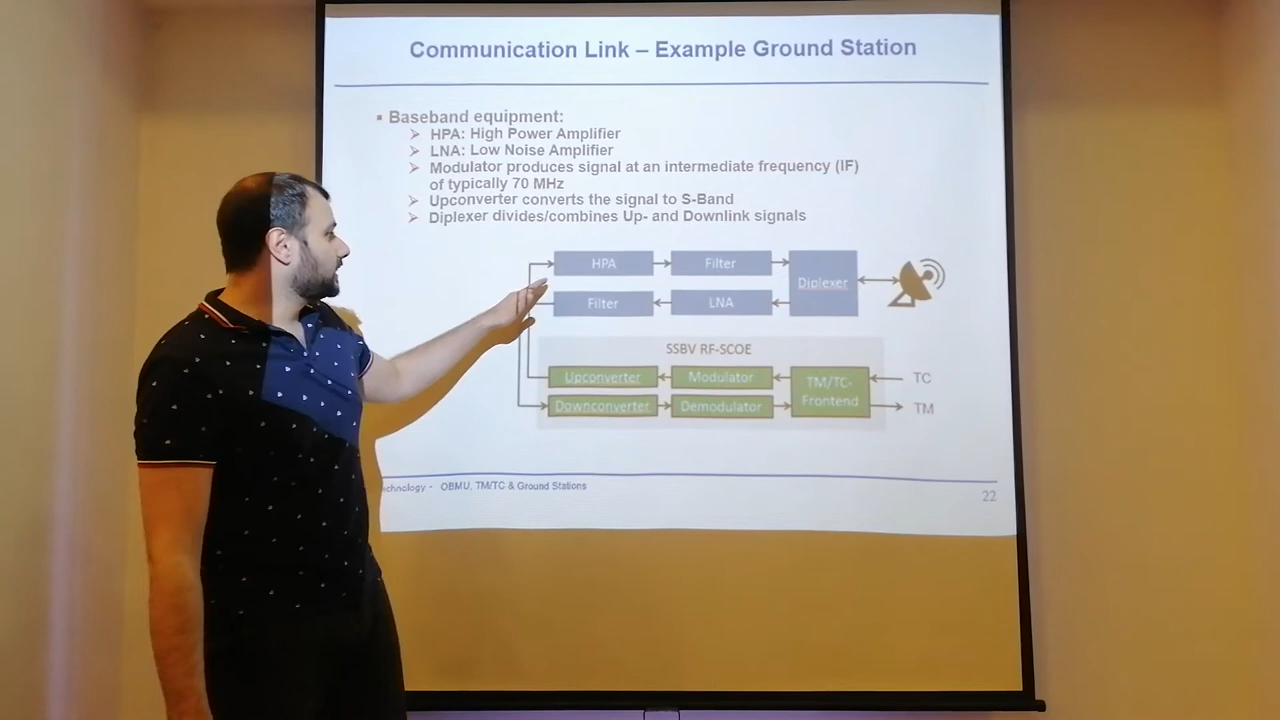 Communication Link – Example Ground Station
▪ Baseband equipment:
➢ HPA: High Power Amplifier
➢ LNA: Low Noise Amplifier
➢ Modulator produces signal at an intermediate frequency (IF)
of typically 70 MHz
➢ Upconverter converts the signal to S-Band
➢ Diplexer divides/combines Up- and Downlink signals
HPA
Filter
Diplexer
Filter
LNA
SSBV RF-SCOE
Upconverter
Modulator
TM/TC-
Frontend
TC
Downconverter
Demodulator
TM
echnology - OBMU, TM/TC & Ground Stations
22